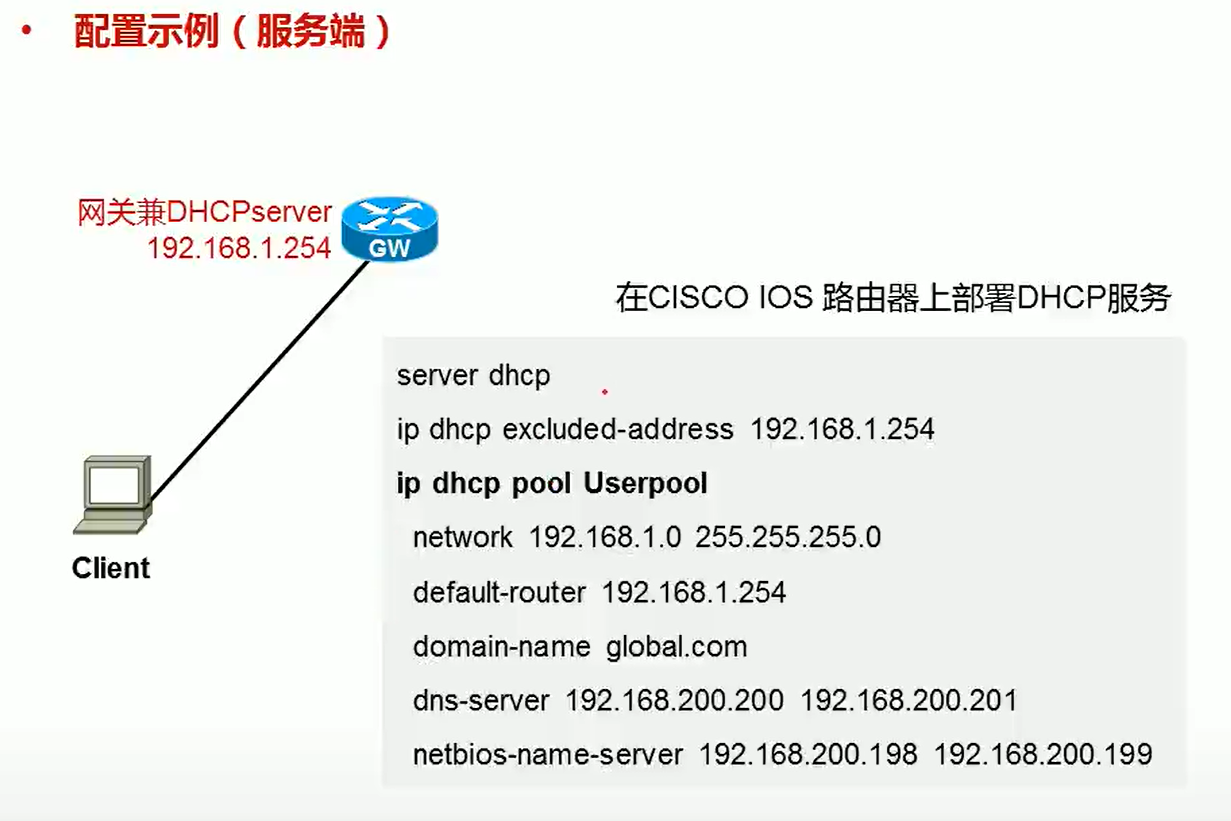 • 配置示例（服务端）
网关兼DHCPserver
192.168.1.254
GW
Client
在CISCO IOS 路由器上部署DHCP服务
server dhcp
ip dhcp excluded-address 192.168.1.254
ip dhcp pool Userpool
network 192.168.1.0 255.255.255.0
default-router 192.168.1.254
domain-name global.com
dns-server 192.168.200.200 192.168.200.201
netbios-name-server 192.168.200.198 192.168.200.199